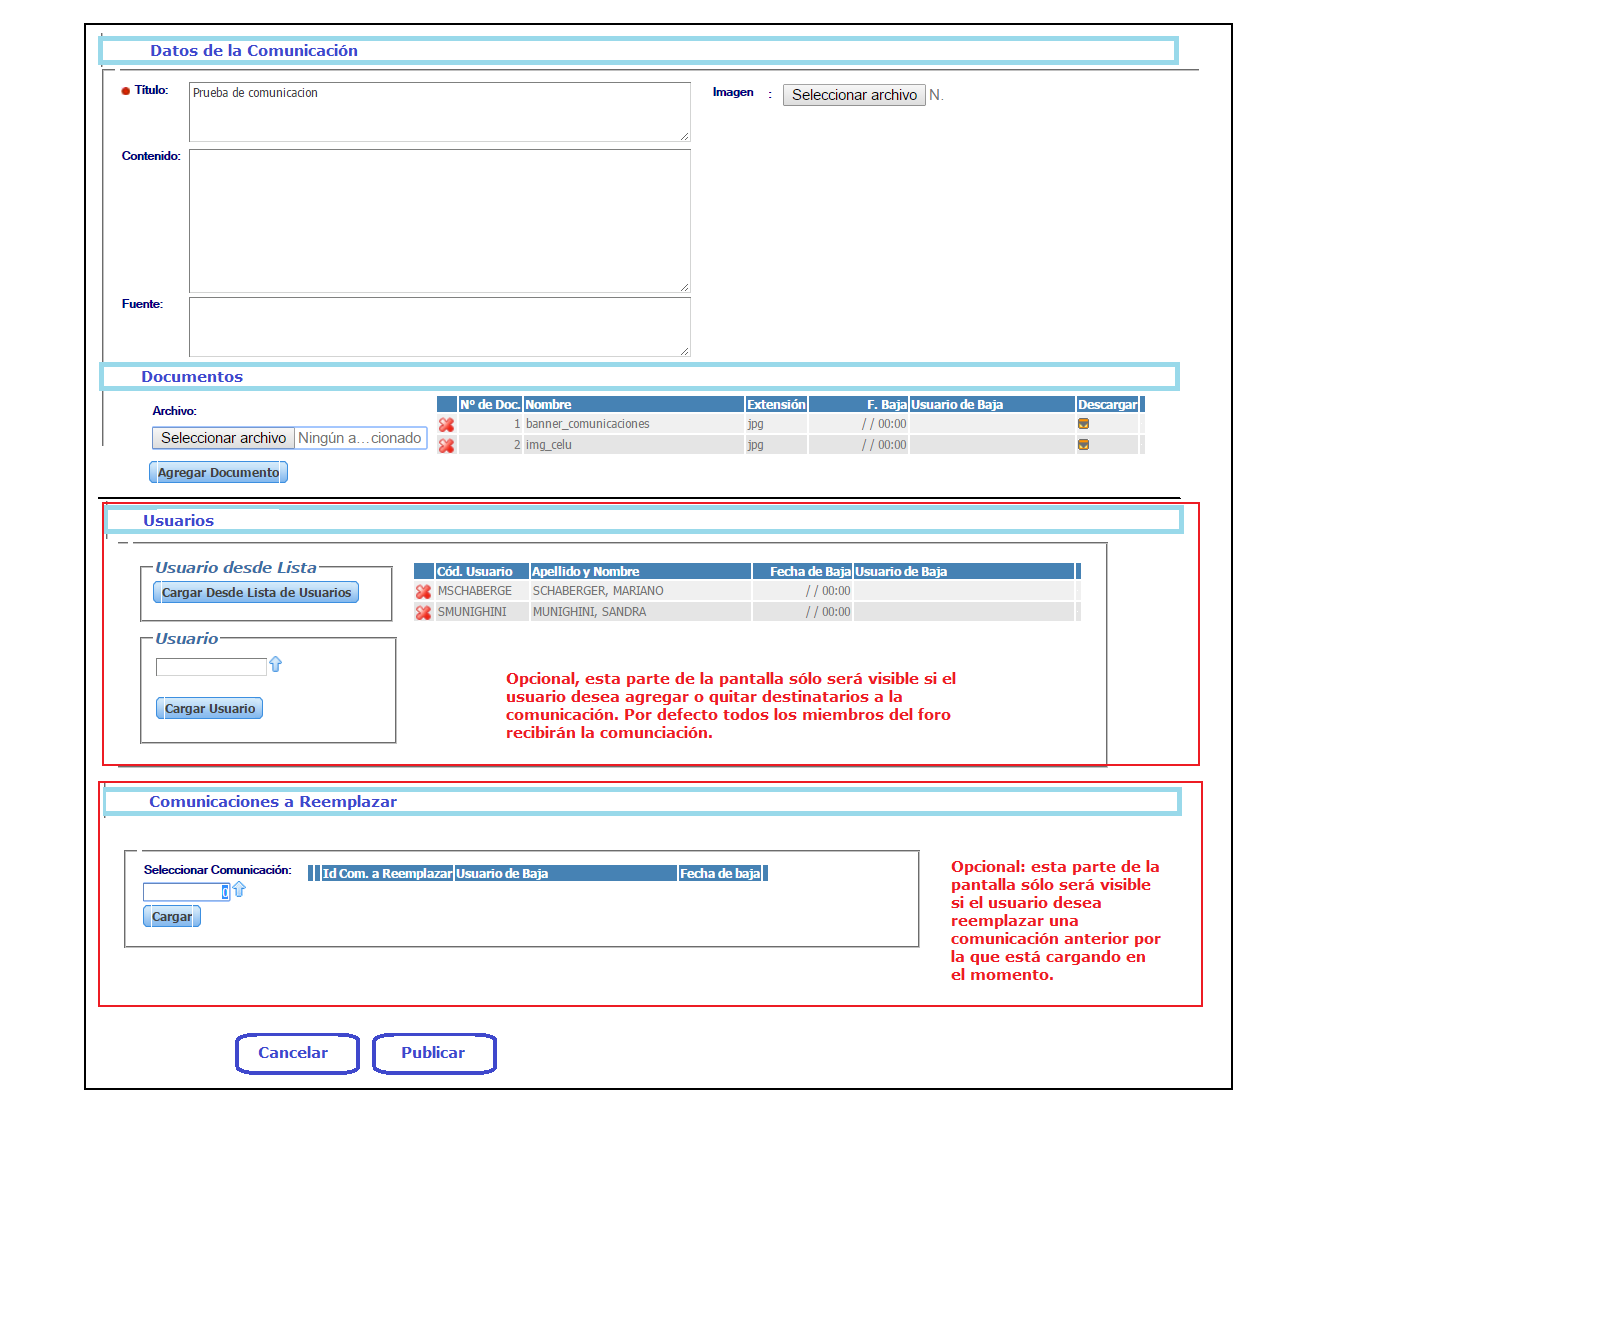 Datos de la Comunicación
Título:
Prueba de comunicacion
Imagen : Seleccionar archivo N.
Contenido:
Fuente:
Documentos
Archivo:
Seleccionar archivo Ningún a...cionado
Agregar Documento
Nº de Doc. Nombre Extensión F. Baja Usuario de Baja Descargar
1 banner_comunicaciones jpg / / 00:00
2 img_celu jpg / / 00:00
Usuarios
Usuario desde Lista
Cargar Desde Lista de Usuarios
Cód. Usuario Apellido y Nombre Fecha de Baja Usuario de Baja
MSCHABERGE SCHABERGER, MARIANO / / 00:00
SMUNIGHINI MUNIGHINI, SANDRA / / 00:00
Usuario
Cargar Usuario
Opcional, esta parte de la pantalla sólo será visible si el
usuario desea agregar o quitar destinatarios a la
comunicación. Por defecto todos los miembros del foro
recibirán la comunciación.
Comunicaciones a Reemplazar
Seleccionar Comunicación:
0
Cargar
Id Com. a Reemplazar Usuario de Baja Fecha de baja
Opcional: esta parte de la
pantalla sólo será visible
si el usuario desea
reemplazar una
comunicación anterior por
la que está cargando en
el momento.
Cancelar Publicar